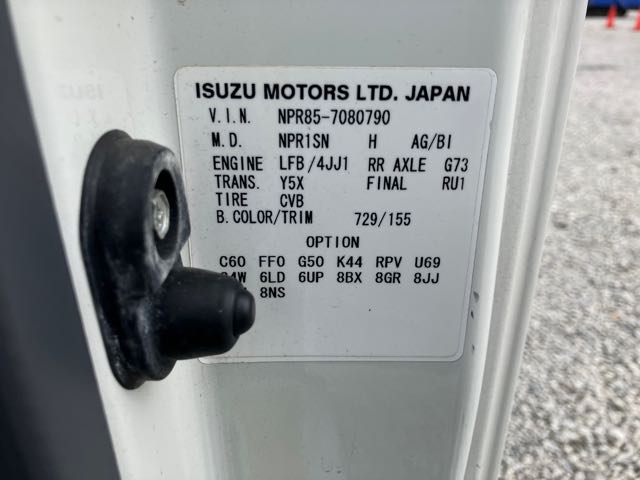 ISUZU MOTORS LTD. JAPAN
V.I.N. NPR85-7080790
M.D. NPR1SN H AG/BI
ENGINE LFB/4JJ1 RR AXLE G73
TRANS. Y5X FINAL RU1
TIRE CVB
B.COLOR/TRIM 729/155
OPTION
C60 FF0 G50 K44 RPV U69
6LD 6UP 8BX 8GR 8JJ
8NS